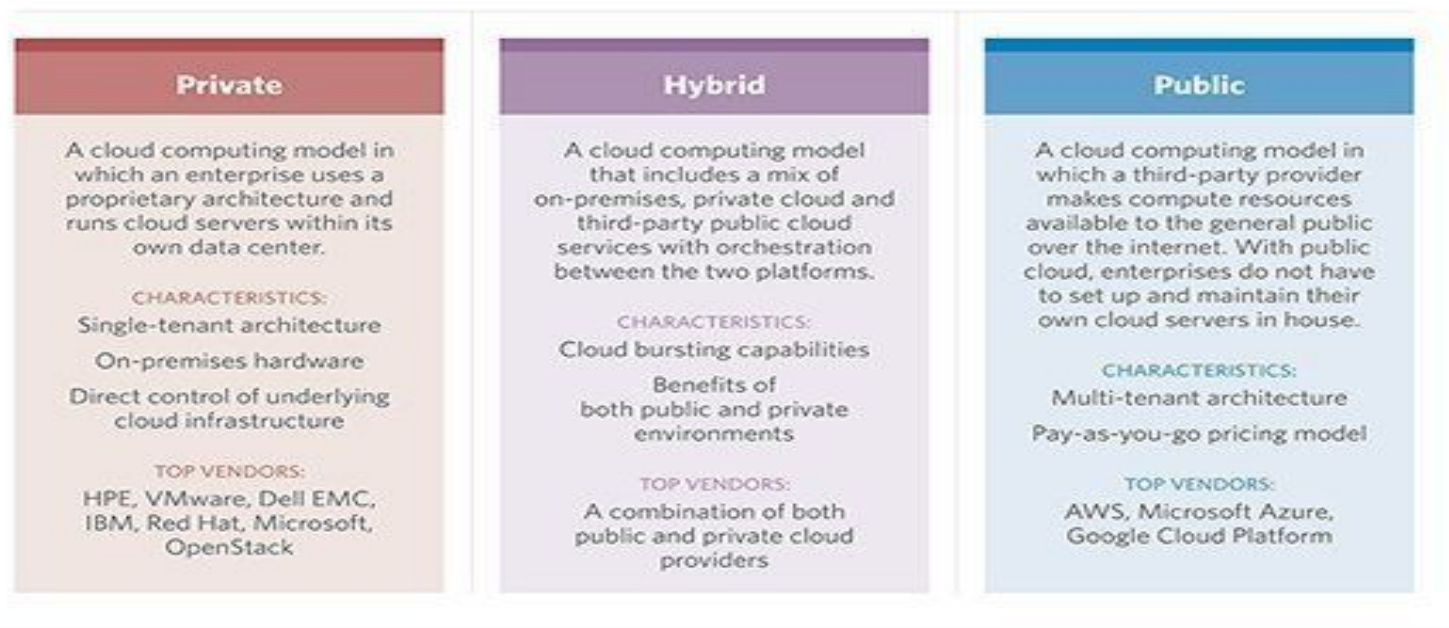 Private
A cloud computing model in
which an enterprise uses a
proprietary architecture and
runs cloud servers within its
own data center.
CHARACTERISTICS:
Single-tenant architecture
On-premises hardware
Direct control of underlying
cloud infrastructure
TOP VENDORS:
HPE, VMware, Dell EMC,
IBM, Red Hat, Microsoft,
OpenStack
Hybrid
A cloud computing model
that includes a mix of
on-premises, private cloud and
third-party public cloud
services with orchestration
between the two platforms.
CHARACTERISTICS:
Cloud bursting capabilities
Benefits of
both public and private
environments
TOP VENDORS:
A combination of both
public and private cloud
providers
Public
A cloud computing model in
which a third-party provider
makes compute resources
available to the general public
over the internet. With public
cloud, enterprises do not have
to set up and maintain their
own cloud servers in house.
CHARACTERISTICS:
Multi-tenant architecture
Pay-as-you-go pricing model
TOP VENDORS:
AWS, Microsoft Azure,
Google Cloud Platform